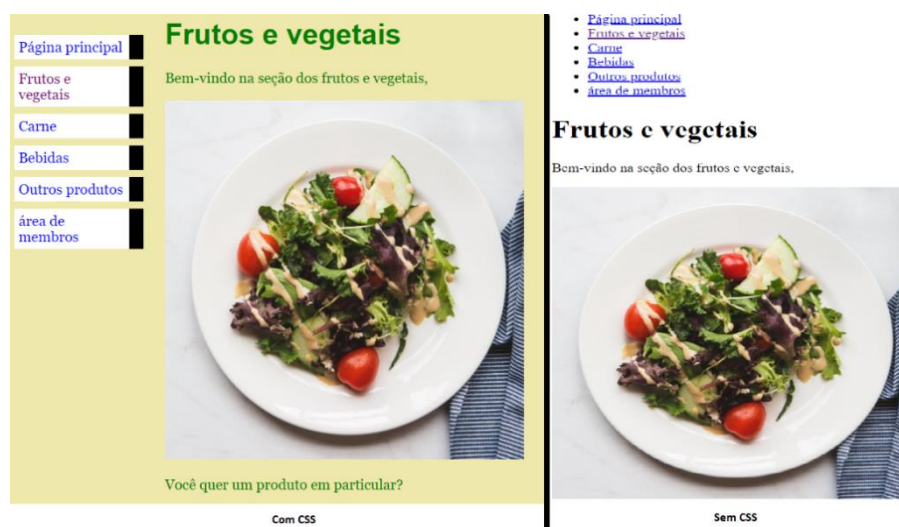 Página principal
Frutos e
vegetais
Carne
Bebidas
Outros produtos
área de
membros
Frutos e vegetais
Bem-vindo na seção dos frutos e vegetais,
Você quer um produto em particular?
Com CSS
Página principal
Frutos e vegetais
Carne
Bebidas
Outros produtos
área de membros
Frutos e vegetais
Bem-vindo na seção dos frutos e vegetais,
Sem CSS